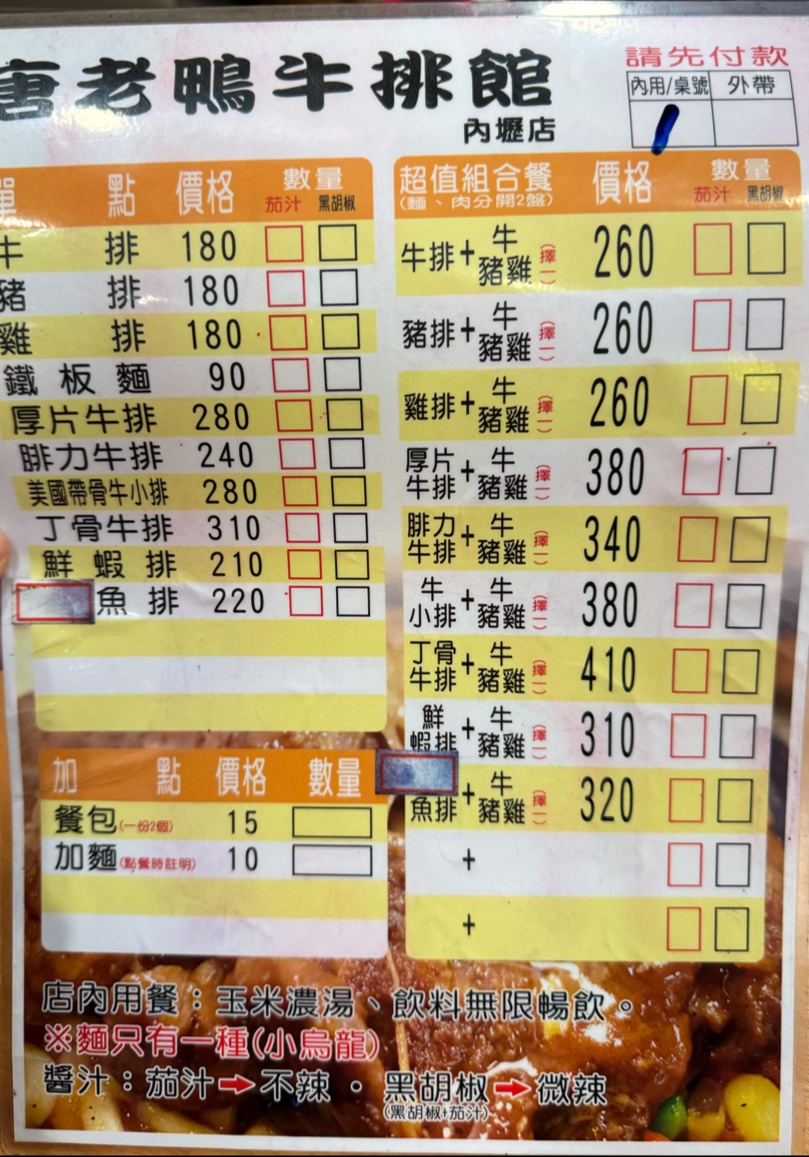 唐老鴨牛排館
內壢店
請先付款
內用/桌號 外帶
單點 價格 數量
茄汁 黑胡椒
牛排 180
豬排 180
雞排 180
鐵板麵 90
厚片牛排 280
腓力牛排 240
美國帶骨牛小排 280
丁骨牛排 310
鮮蝦排 210
魚排 220
加點 價格 數量
餐包(一份2個) 15
加麵(點餐時註明) 10
超值組合餐 價格 數量
(麵、肉分開2盤) 茄汁 黑胡椒
牛排+牛豬雞(擇一) 260
豬排+牛豬雞(擇一) 260
雞排+牛豬雞(擇一) 260
厚片牛排+牛豬雞(擇一) 380
腓力牛排+牛豬雞(擇一) 340
牛小排+牛豬雞(擇一) 380
丁骨牛排+牛豬雞(擇一) 410
鮮蝦排+牛豬雞(擇一) 310
魚排+牛豬雞(擇一) 320
+
+
店內用餐：玉米濃湯、飲料無限暢飲。
※麵只有一種(小烏龍)
醬汁：茄汁➡不辣・黑胡椒➡微辣
(黑胡椒+茄汁)